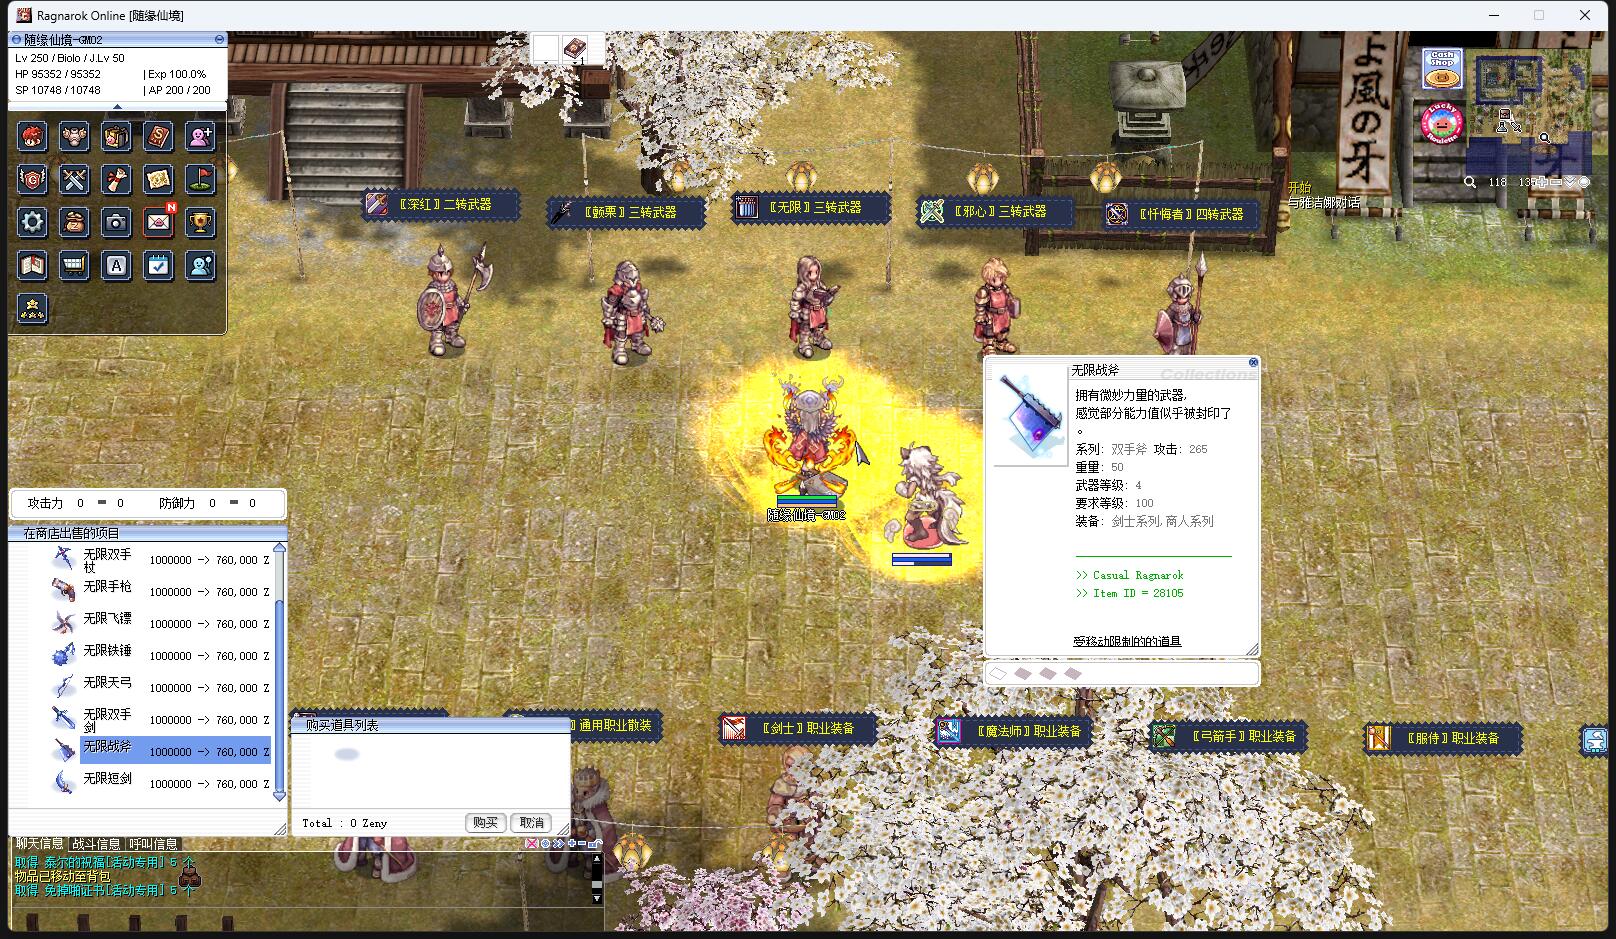 Ragnarok Online [随缘仙境]
随缘仙境-GM02
Lv 250 / Biolo / J.Lv 50
HP 95352 / 95352 | Exp 100.0%
SP 10748 / 10748 | AP 200 / 200
N
Cash Shop
Lucky Roulette
よ風の牙
118
开始
与雅洁娜对话
〖深红〗二转武器
〖颤栗〗三转武器
〖无限〗三转武器
〖邪心〗三转武器
〖忏悔者〗四转武器
随缘仙境-GM02
无限战斧
Collections
拥有微妙力量的武器,
感觉部分能力值似乎被封印了
。
系列: 双手斧 攻击: 265
重量: 50
武器等级: 4
要求等级: 100
装备: 剑士系列, 商人系列
>> Casual Ragnarok
>> Item ID = 28105
受移动限制的的道具
攻击力 0 = 0 防御力 0 = 0
在商店出售的项目
无限双手杖 1000000 -> 760,000 Z
无限手枪 1000000 -> 760,000 Z
无限飞镖 1000000 -> 760,000 Z
无限铁锤 1000000 -> 760,000 Z
无限天弓 1000000 -> 760,000 Z
无限双手剑 1000000 -> 760,000 Z
无限战斧 1000000 -> 760,000 Z
无限短剑 1000000 -> 760,000 Z
购买道具列表
Total : 0 Zeny
购买 取消
〗通用职业散装
〖剑士〗职业装备
〖魔法师〗职业装备
〖弓箭手〗职业装备
〖服侍〗职业装备
聊天信息 战斗信息 呼叫信息
取得 泰尔的祝福[活动专用] 5 个
物品已移动至背包
取得 免掉啪证书[活动专用] 5 个